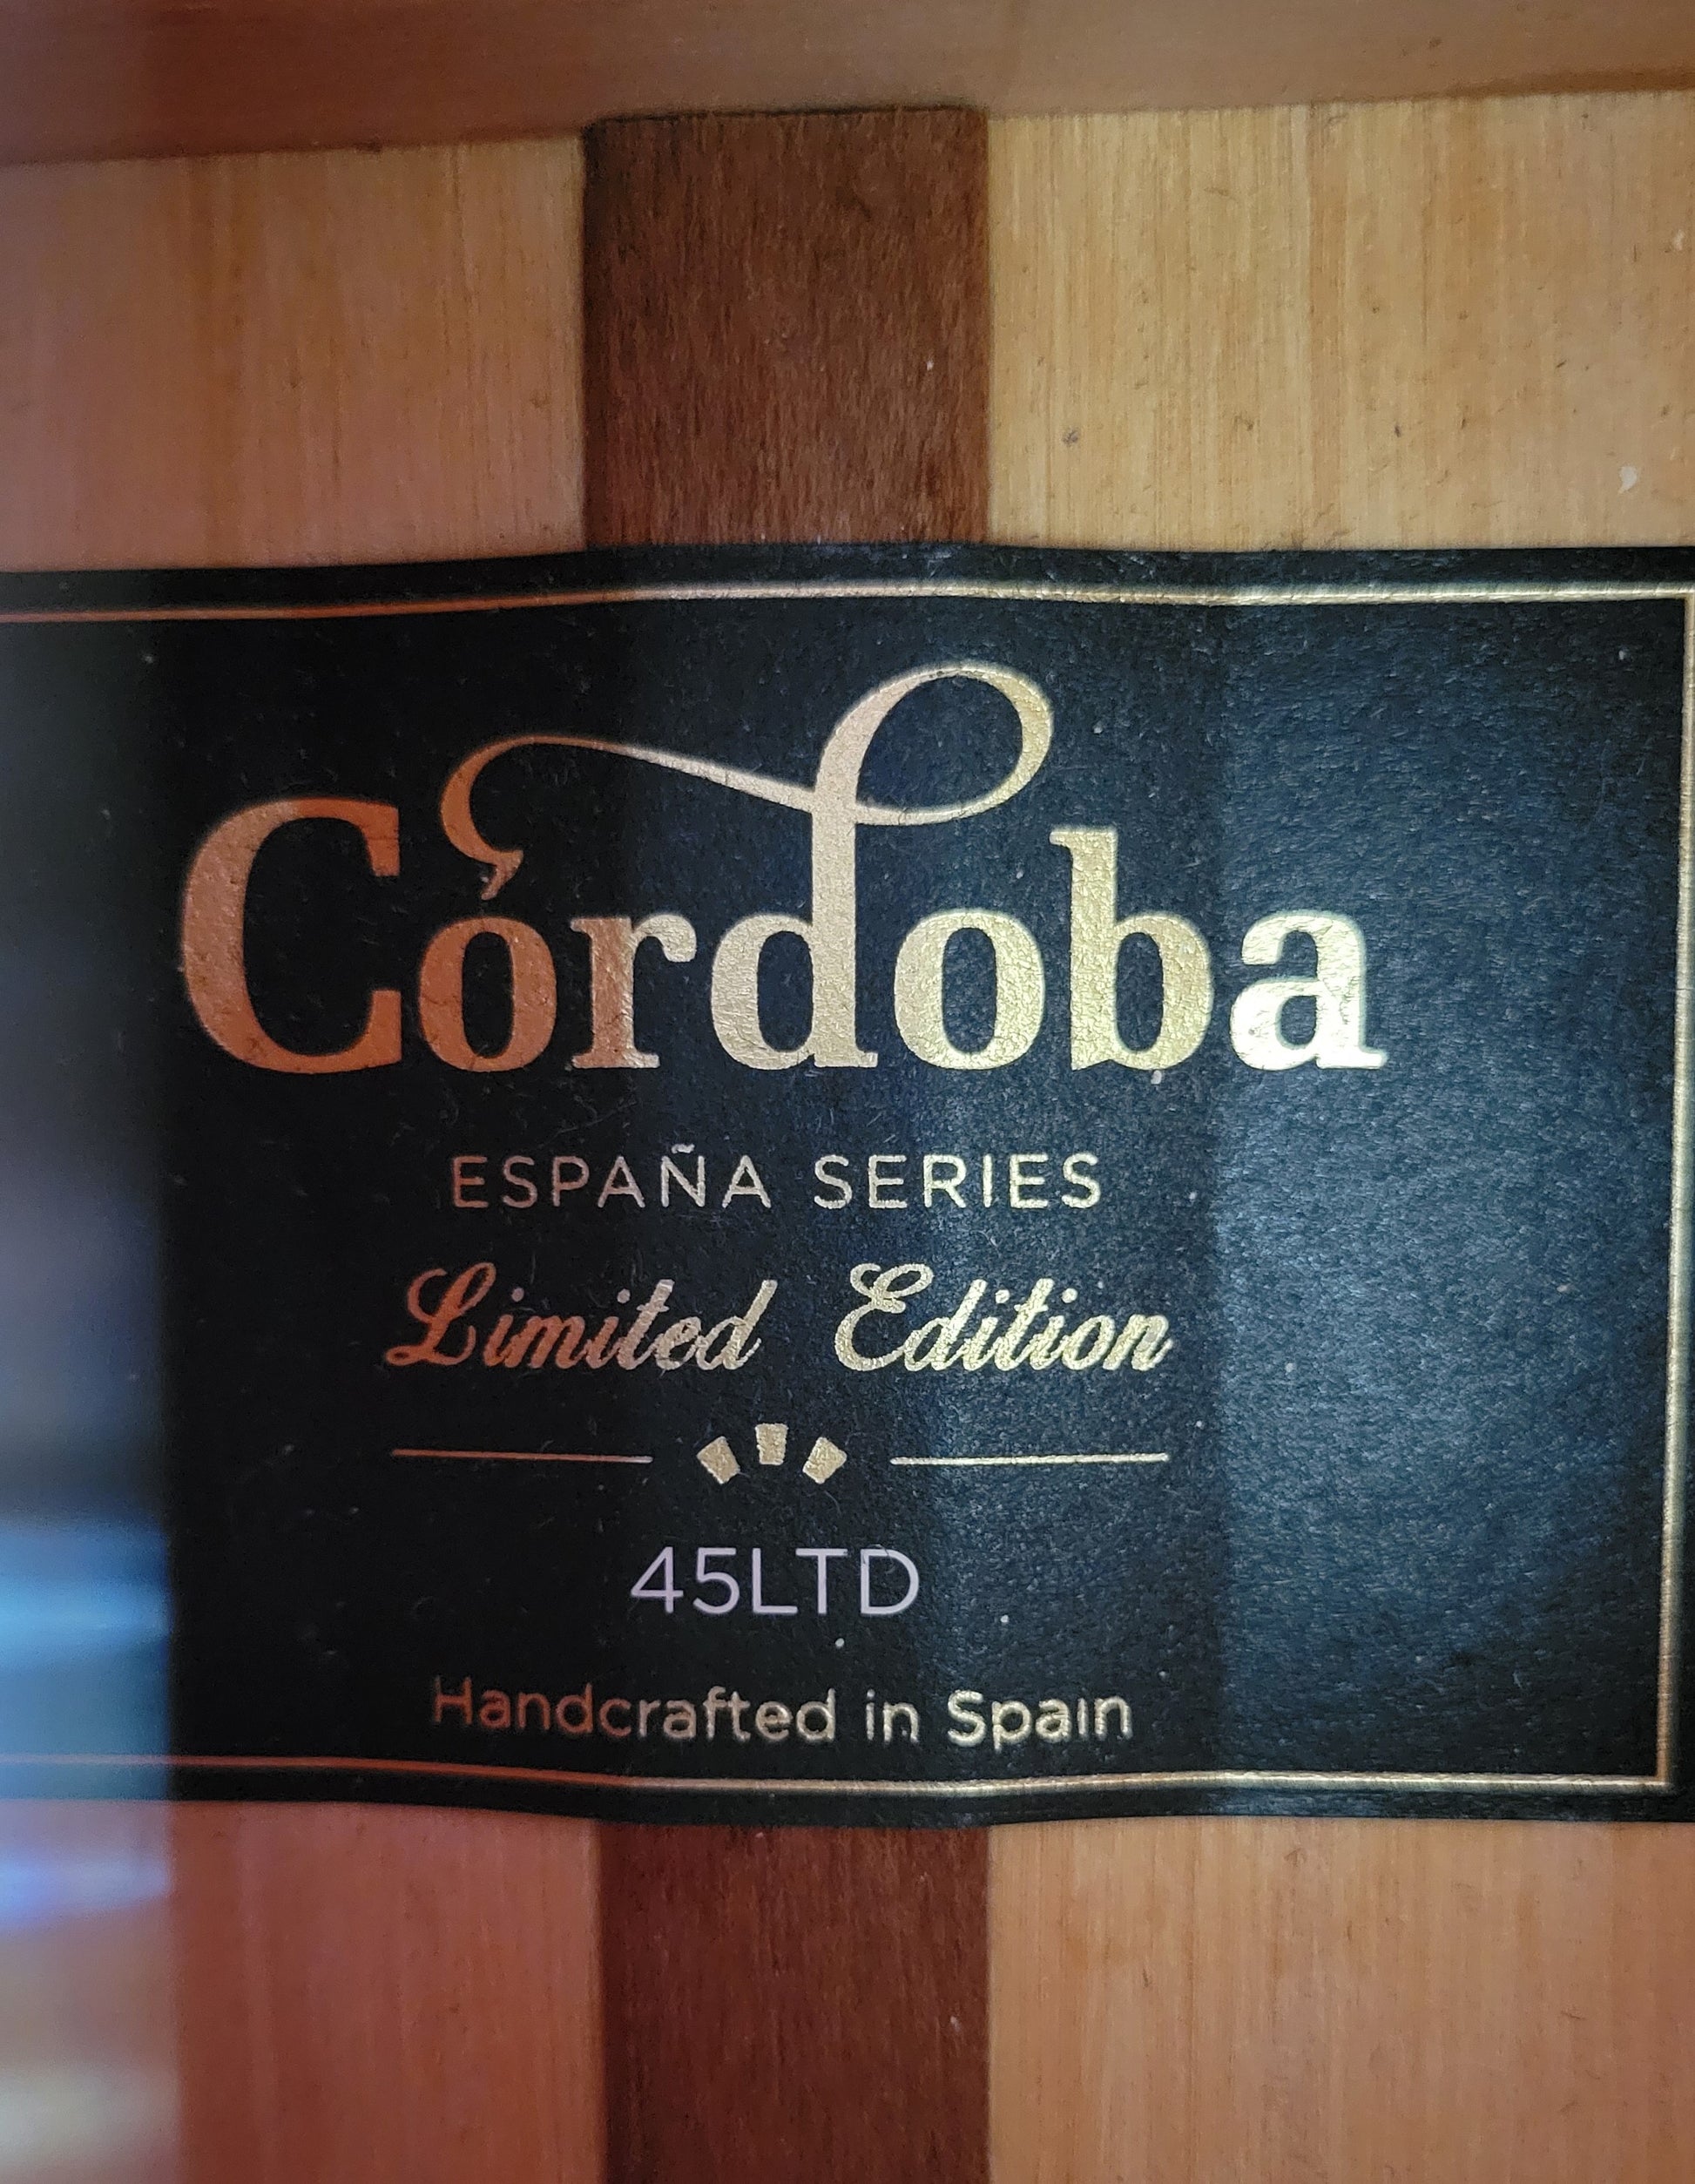 Córdoba
ESPAÑA SERIES
Limited Edition
45LTD
Handcrafted in Spain